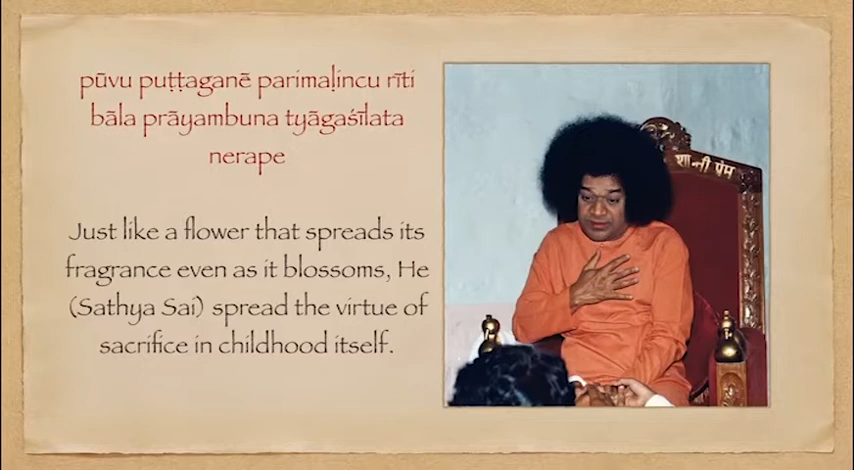 pūvu puṭṭaganē parimaḷincu rīti
bāla prāyambuna tyāgaśīlata
nerape
Just like a flower that spreads its
fragrance even as it blossoms, He
(Sathya Sai) spread the virtue of
sacrifice in childhood itself.
प्रेम